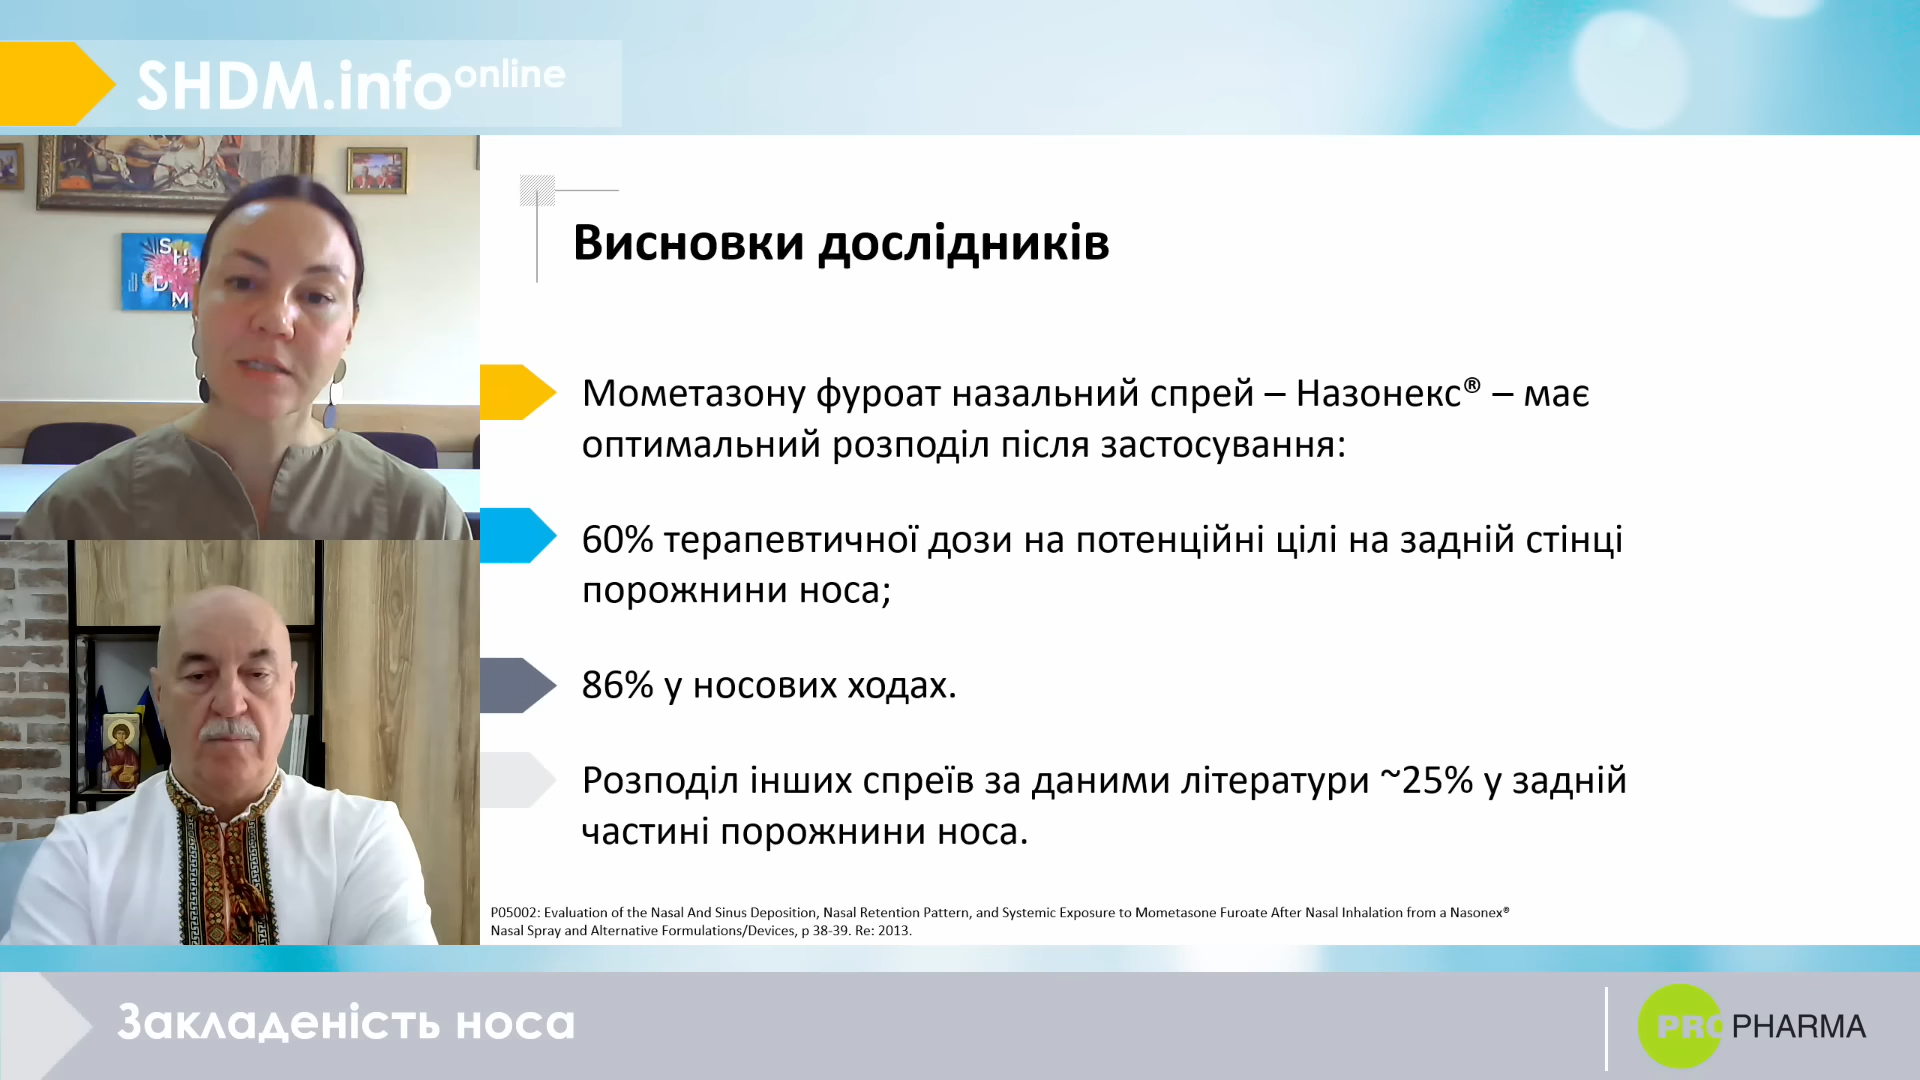 SHDM.info online
S
H
D
M
Висновки дослідників
Мометазону фуроат назальний спрей – Назонекс® – має
оптимальний розподіл після застосування:
60% терапевтичної дози на потенційні цілі на задній стінці
порожнини носа;
86% у носових ходах.
Розподіл інших спреїв за даними літератури ~25% у задній
частині порожнини носа.
P05002: Evaluation of the Nasal And Sinus Deposition, Nasal Retention Pattern, and Systemic Exposure to Mometasone Furoate After Nasal Inhalation from a Nasonex®
Nasal Spray and Alternative Formulations/Devices, p 38-39. Re: 2013.
Закладеність носа
PRO PHARMA